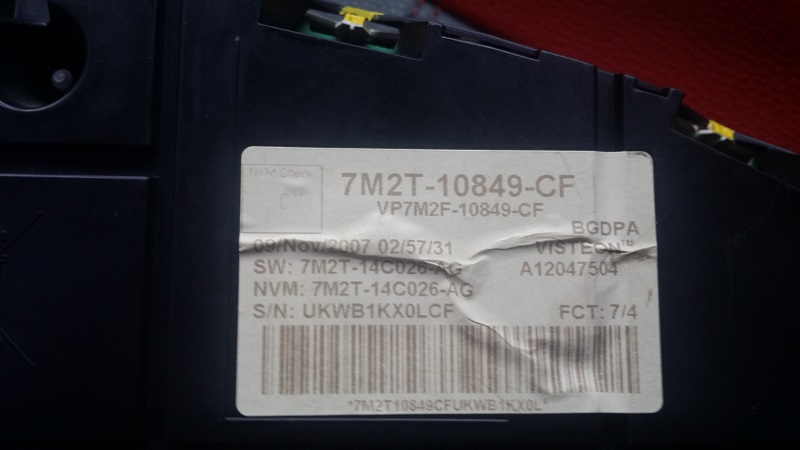 NVM Check
7M2T-10849-CF
VP7M2F-10849-CF
BGDPA
09/Nov/2007 02/57/31
VISTEON™
SW: 7M2T-14C026-AG
A12047504
NVM: 7M2T-14C026-AG
S/N: UKWB1KX0LCF
FCT: 7/4
*7M2T10849CFUKWB1KX0L*